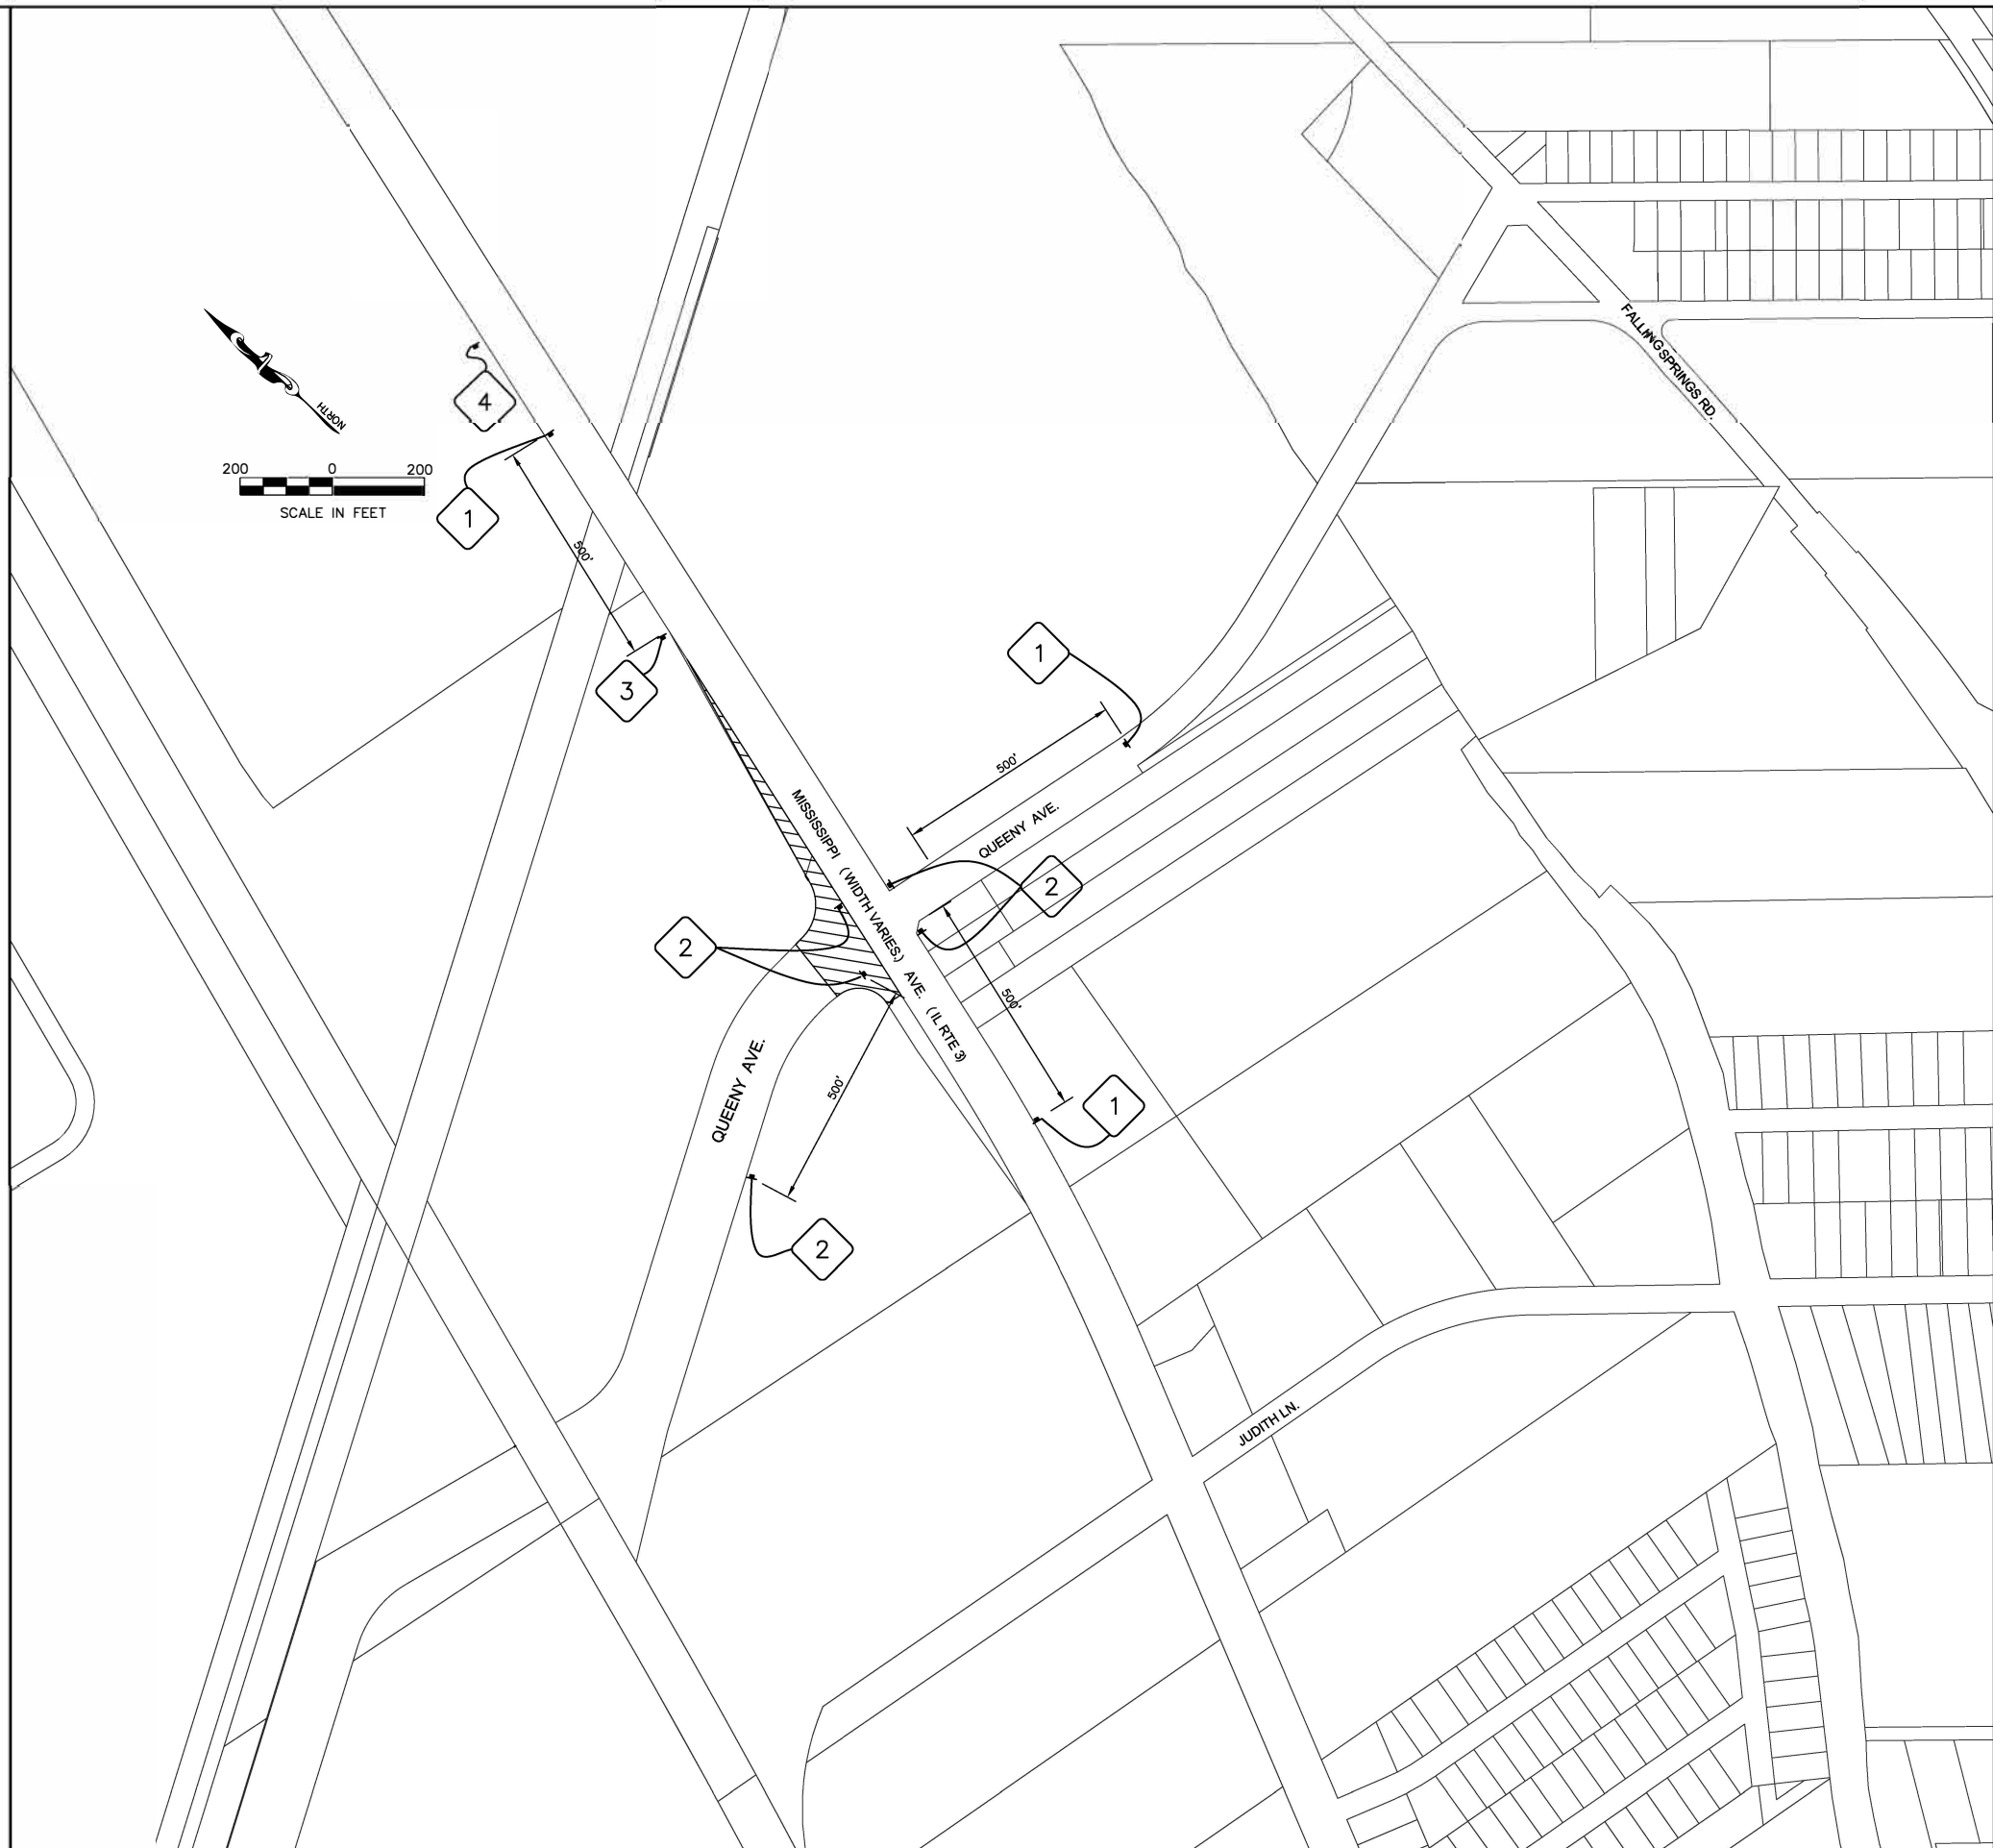 FALLING SPRINGS RD.
4
NORTH
200 0 200
SCALE IN FEET
1
500'
1
3
500'
MISSISSIPPI (WIDTH VARIES) AVE. (IL RTE 3)
QUEENY AVE.
2
2
500'
QUEENY AVE.
500'
1
2
JUDITH LN.